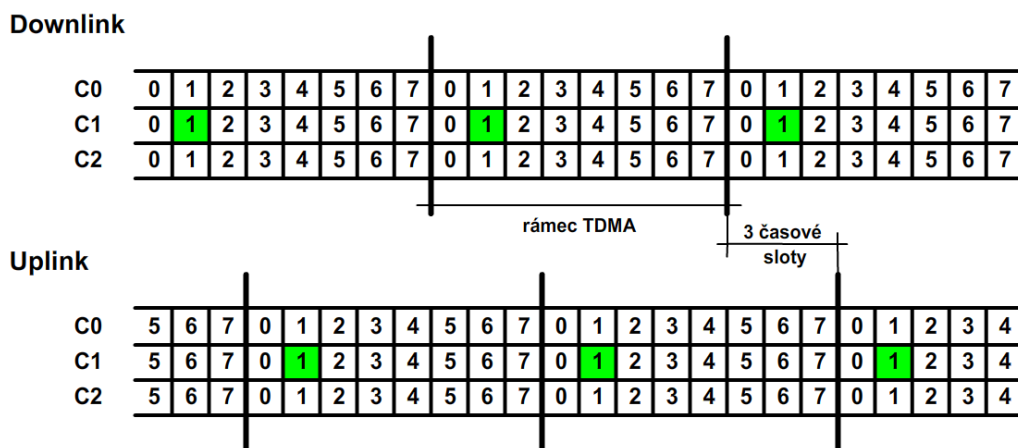 Downlink
C0 0 1 2 3 4 5 6 7 0 1 2 3 4 5 6 7 0 1 2 3 4 5 6 7
C1 0 1 2 3 4 5 6 7 0 1 2 3 4 5 6 7 0 1 2 3 4 5 6 7
C2 0 1 2 3 4 5 6 7 0 1 2 3 4 5 6 7 0 1 2 3 4 5 6 7
rámec TDMA
3 časové
sloty
Uplink
C0 5 6 7 0 1 2 3 4 5 6 7 0 1 2 3 4 5 6 7 0 1 2 3 4
C1 5 6 7 0 1 2 3 4 5 6 7 0 1 2 3 4 5 6 7 0 1 2 3 4
C2 5 6 7 0 1 2 3 4 5 6 7 0 1 2 3 4 5 6 7 0 1 2 3 4